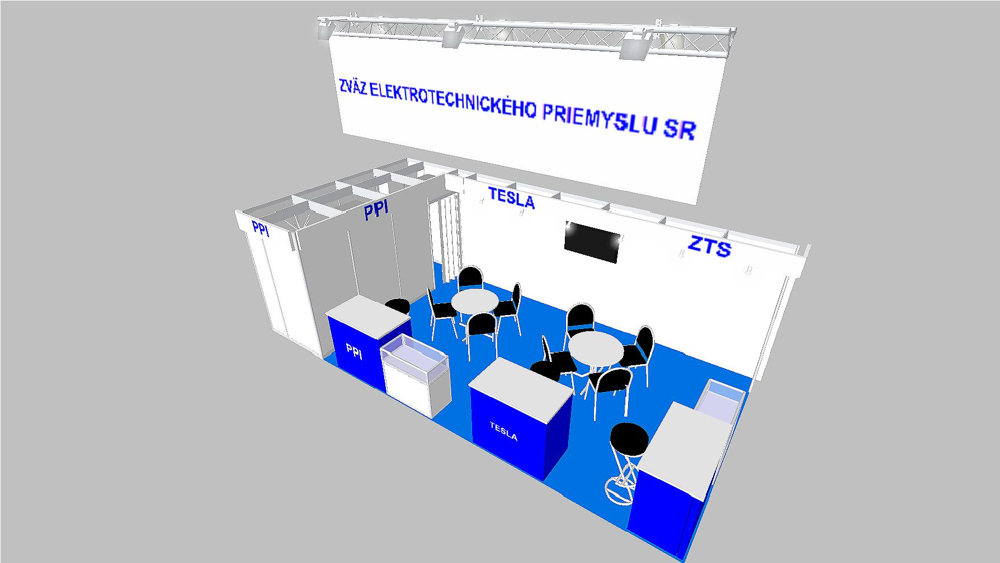 ZVÄZ ELEKTROTECHNICKÉHO PRIEMYSLU SR
TESLA
PPI
PPI
ZTS
PPI
TESLA